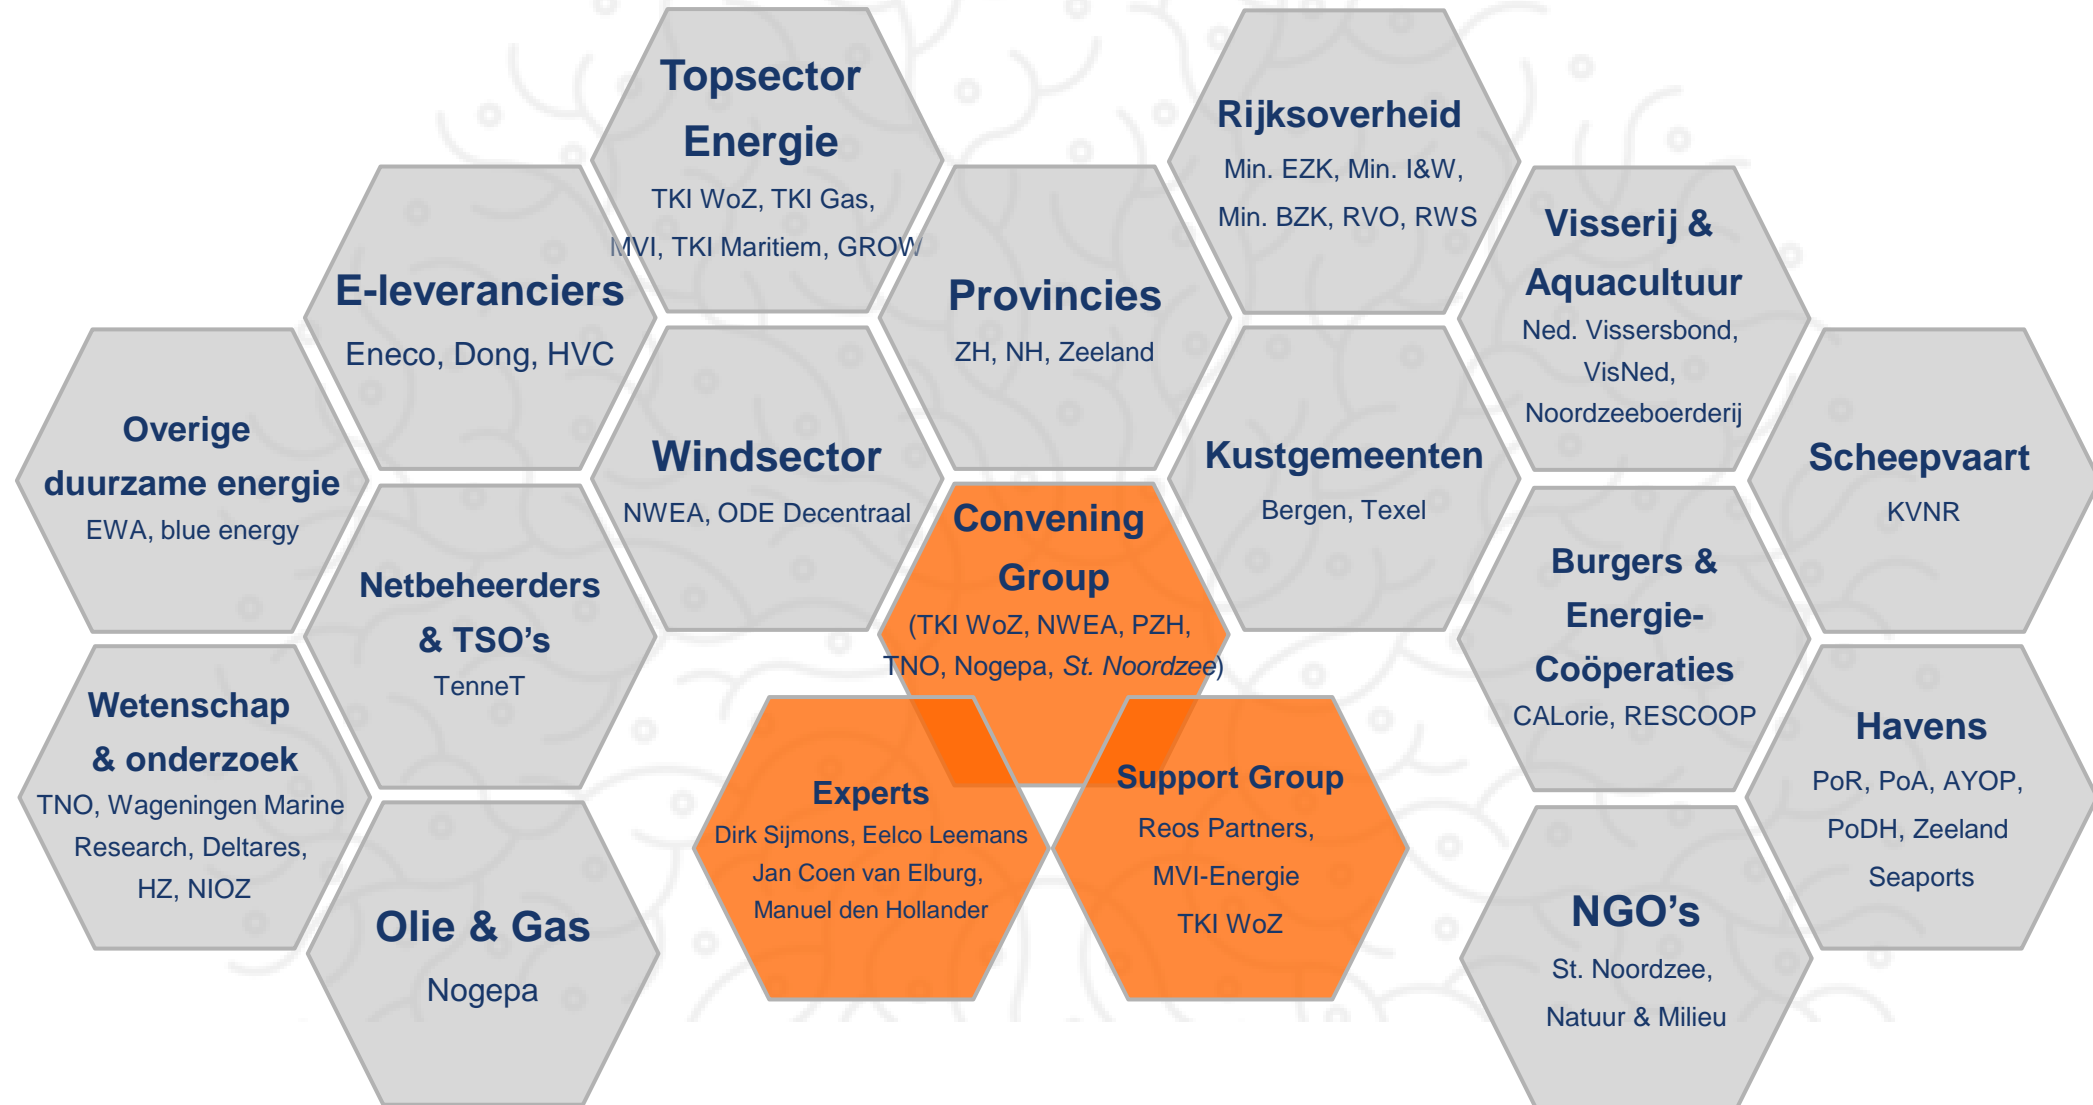 Topsector
Energie
TKI WoZ, TKI Gas,
MVI, TKI Maritiem, GROW
Rijksoverheid
Min. EZK, Min. I&W,
Min. BZK, RVO, RWS
E-leveranciers
Eneco, Dong, HVC
Provincies
ZH, NH, Zeeland
Visserij &
Aquacultuur
Ned. Vissersbond,
VisNed,
Noordzeeboerderij
Overige
duurzame energie
EWA, blue energy
Windsector
NWEA, ODE Decentraal
Kustgemeenten
Bergen, Texel
Scheepvaart
KVNR
Netbeheerders
& TSO’s
TenneT
Convening
Group
(TKI WoZ, NWEA, PZH,
TNO, Nogepa, St. Noordzee)
Burgers &
Energie-
Coöperaties
CALorie, RESCOOP
Wetenschap
& onderzoek
TNO, Wageningen Marine
Research, Deltares,
HZ, NIOZ
Experts
Dirk Sijmons, Eelco Leemans
Jan Coen van Elburg,
Manuel den Hollander
Support Group
Reos Partners,
MVI-Energie
TKI WoZ
Havens
PoR, PoA, AYOP,
PoDH, Zeeland
Seaports
Olie & Gas
Nogepa
NGO’s
St. Noordzee,
Natuur & Milieu